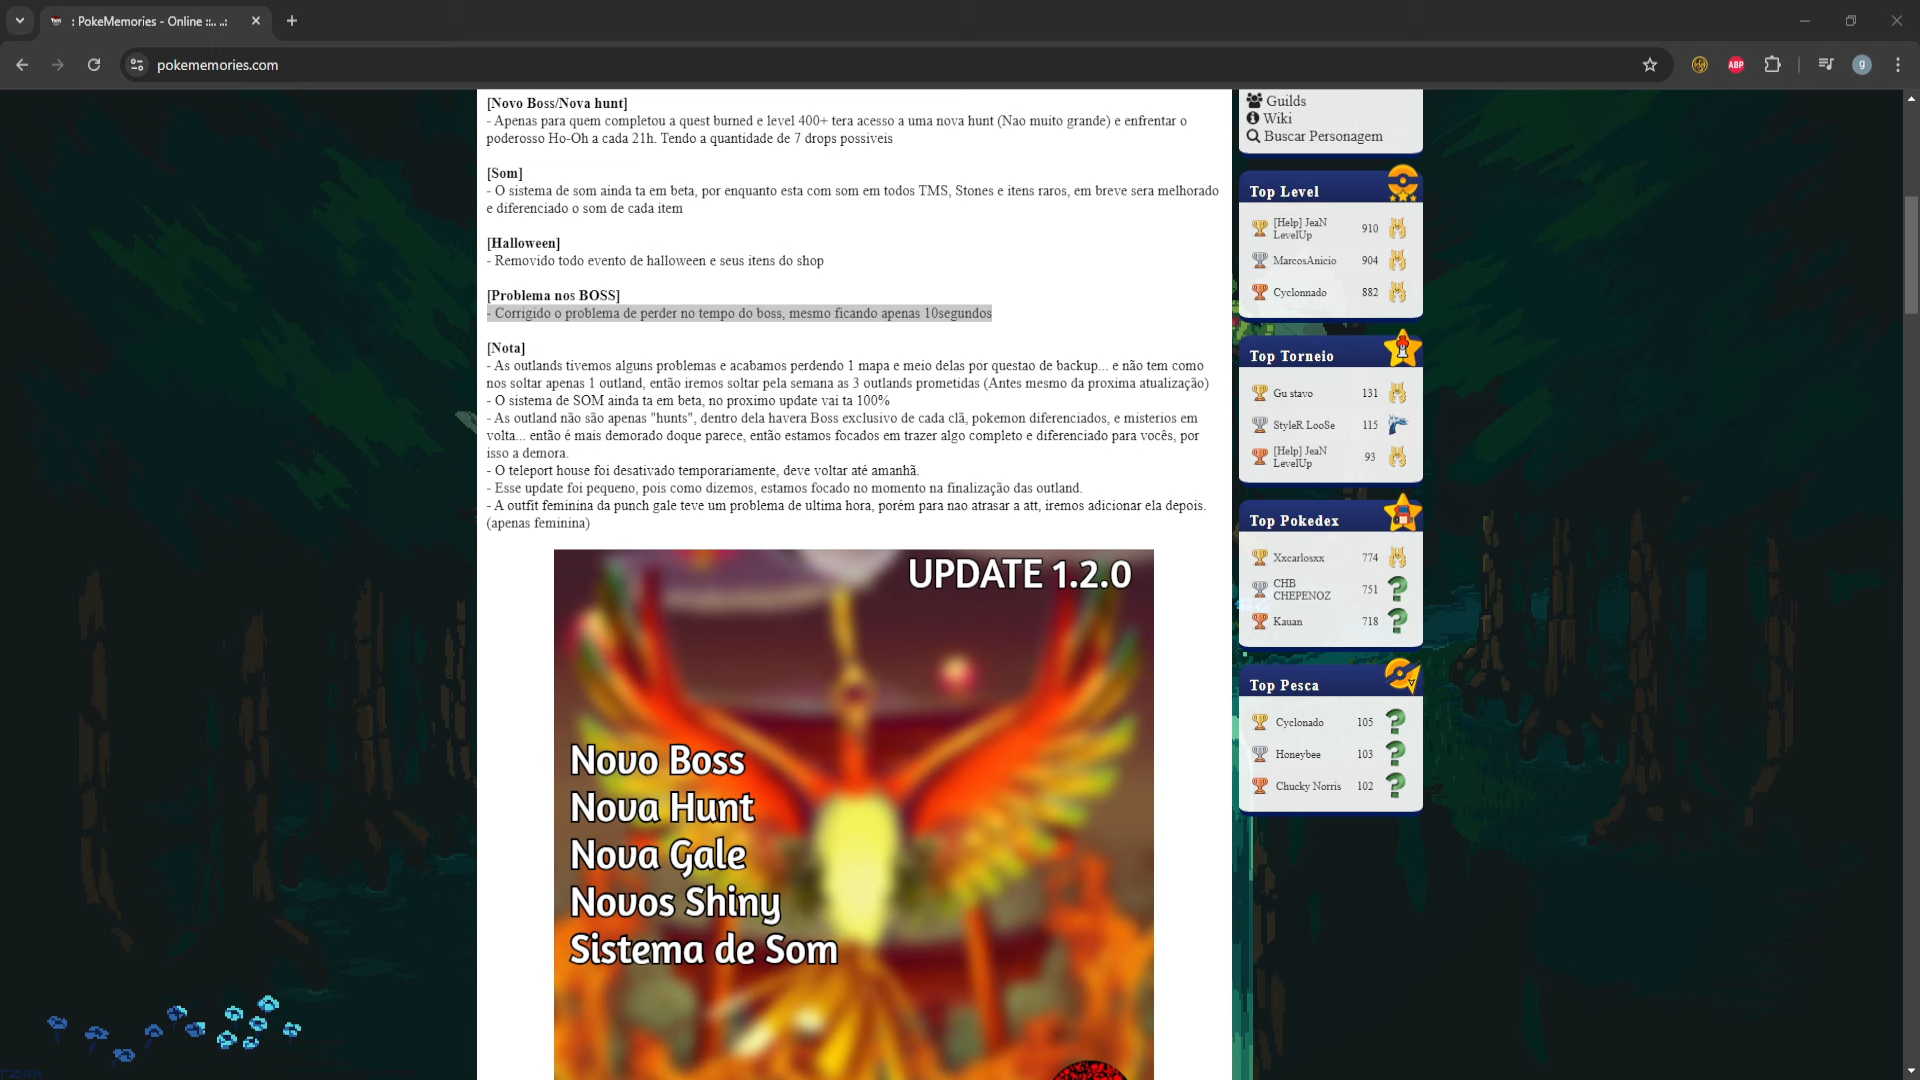 : PokeMemories - Online ::.. ..:
pokememories.com
ABP
g
[Novo Boss/Nova hunt]
- Apenas para quem completou a quest burned e level 400+ tera acesso a uma nova hunt (Nao muito grande) e enfrentar o
poderosso Ho-Oh a cada 21h. Tendo a quantidade de 7 drops possiveis
[Som]
- O sistema de som ainda ta em beta, por enquanto esta com som em todos TMS, Stones e itens raros, em breve sera melhorado
e diferenciado o som de cada item
[Halloween]
- Removido todo evento de halloween e seus itens do shop
[Problema nos BOSS]
- Corrigido o problema de perder no tempo do boss, mesmo ficando apenas 10segundos
[Nota]
- As outlands tivemos alguns problemas e acabamos perdendo 1 mapa e meio delas por questao de backup... e não tem como
nos soltar apenas 1 outland, então iremos soltar pela semana as 3 outlands prometidas (Antes mesmo da proxima atualização)
- O sistema de SOM ainda ta em beta, no proximo update vai ta 100%
- As outland não são apenas "hunts", dentro dela havera Boss exclusivo de cada clã, pokemon diferenciados, e misterios em
volta... então é mais demorado doque parece, então estamos focados em trazer algo completo e diferenciado para vocês, por
isso a demora.
- O teleport house foi desativado temporariamente, deve voltar até amanhã.
- Esse update foi pequeno, pois como dizemos, estamos focado no momento na finalização das outland.
- A outfit feminina da punch gale teve um problema de ultima hora, porém para nao atrasar a att, iremos adicionar ela depois.
(apenas feminina)
UPDATE 1.2.0
Novo Boss
Nova Hunt
Nova Gale
Novos Shiny
Sistema de Som
Guilds
Wiki
Buscar Personagem
Top Level
[Help] JeaN
LevelUp 910
MarcosAnicio 904
Cyclonnado 882
Top Torneio
Gu stavo 131
StyleR LooSe 115
[Help] JeaN
LevelUp 93
Top Pokedex
Xxcarlosxx 774
CHB
CHEPENOZ 751
Kauan 718
Top Pesca
Cyclonado 105
Honeybee 103
Chucky Norris 102